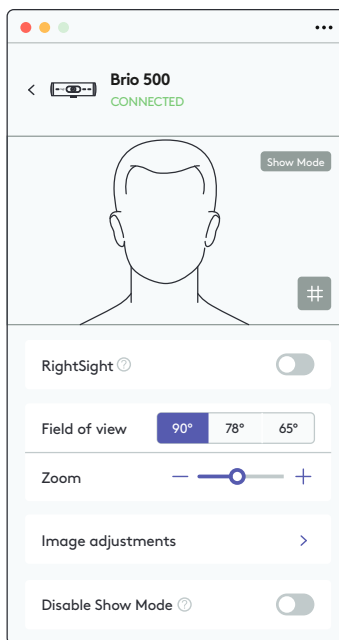 Brio 500
CONNECTED
Show Mode
RightSight
Field of view 90° 78° 65°
Zoom
Image adjustments
Disable Show Mode